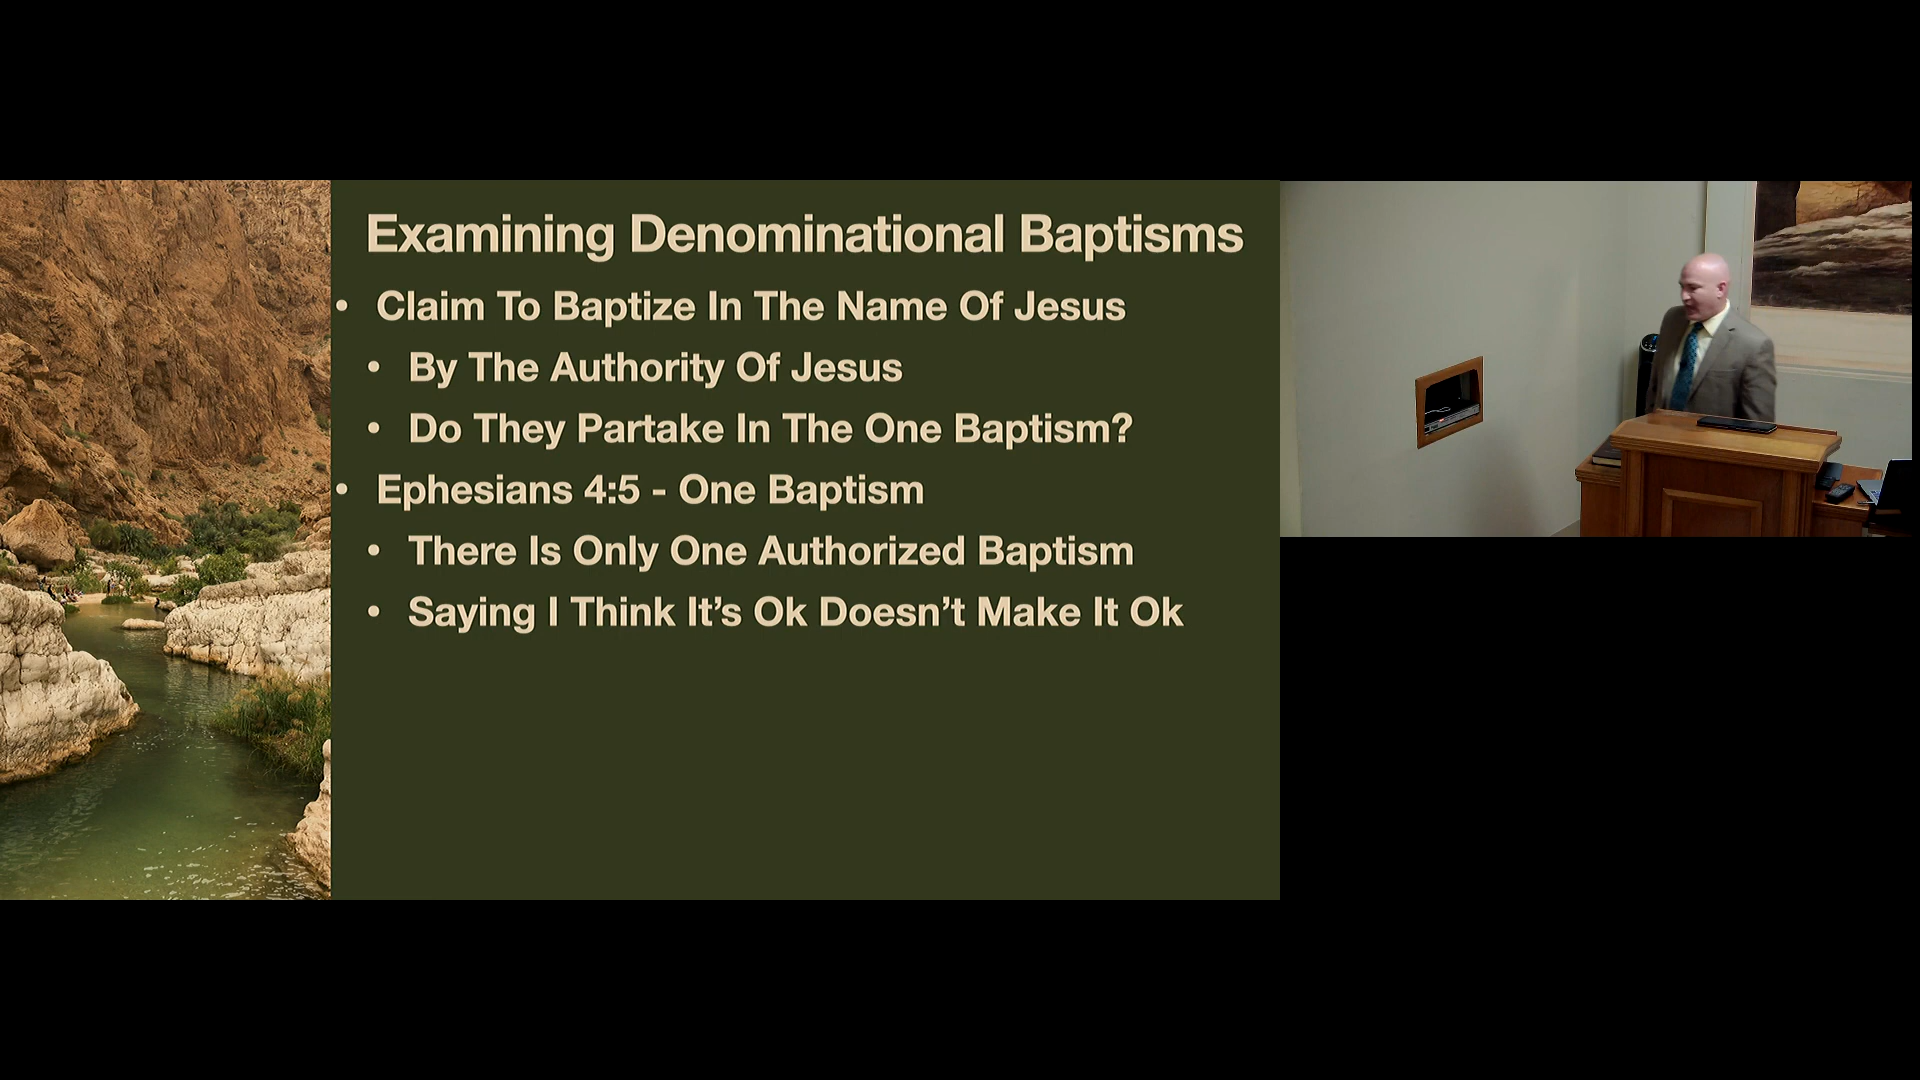 Examining Denominational Baptisms
• Claim To Baptize In The Name Of Jesus
• By The Authority Of Jesus
• Do They Partake In The One Baptism?
• Ephesians 4:5 - One Baptism
• There Is Only One Authorized Baptism
• Saying I Think It’s Ok Doesn’t Make It Ok